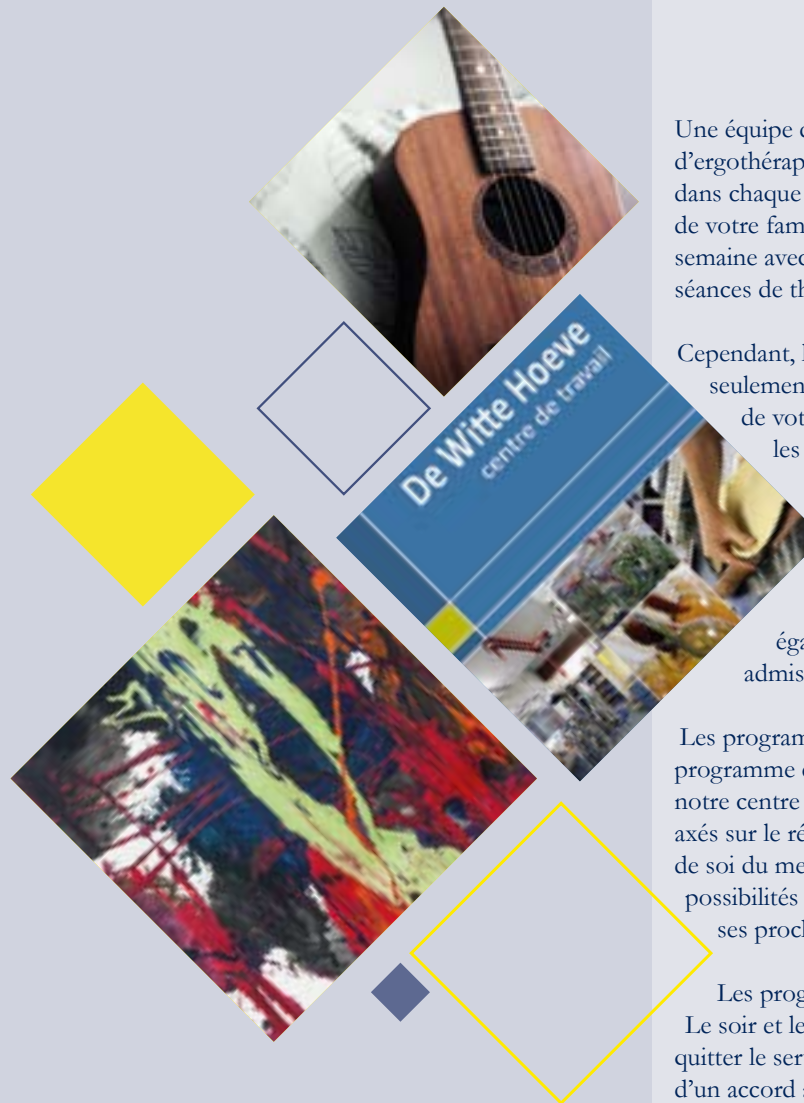 De Witte Hoeve
centre de travail
Une équipe
d’ergothérap
dans chaque
de votre fam
semaine avec
séances de th
Cependant,
seulemen
de vot
les
éga
admis
Les program
programme
notre centre
axés sur le ré
de soi du me
possibilités
ses procl
Les prog
Le soir et le
quitter le ser
d’un accord